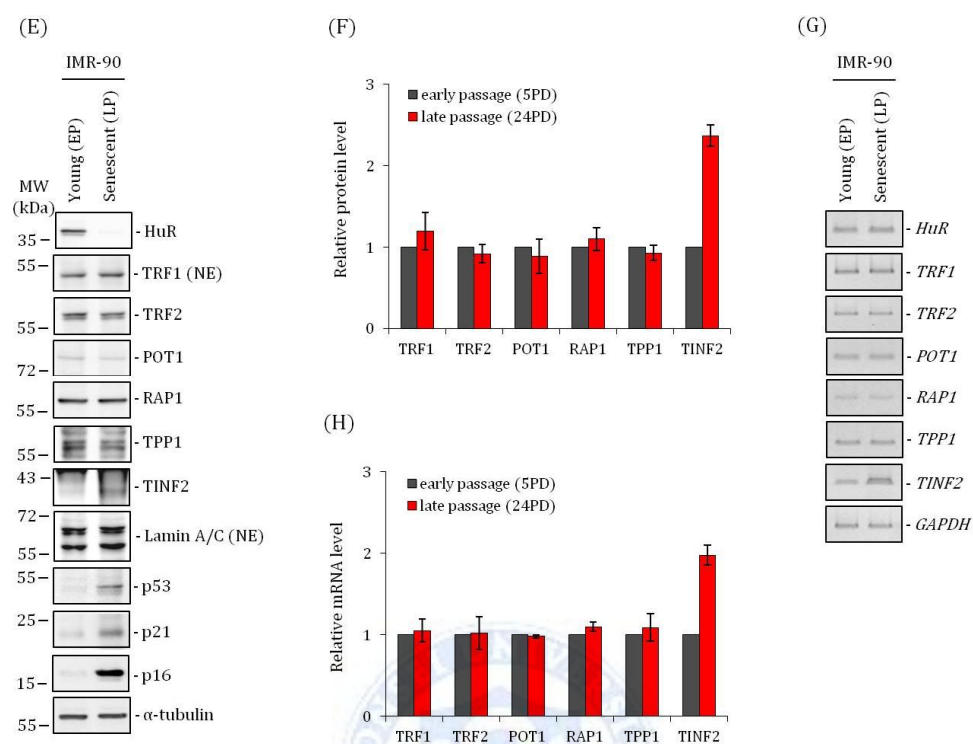 (E)
IMR-90
Young (EP)
Senescent (LP)
MW
(kDa)
35
- HuR
55
- TRF1 (NE)
55
- TRF2
72
- POT1
55
- RAP1
55
- TPP1
43
- TINF2
72
55
- Lamin A/C (NE)
55
- p53
25
- p21
15
- p16
55
- α-tubulin
(F)
Relative protein level
3
2
1
0
early passage (5PD)
late passage (24PD)
TRF1 TRF2 POT1 RAP1 TPP1 TINF2
(H)
Relative mRNA level
3
2
1
0
early passage (5PD)
late passage (24PD)
TRF1 TRF2 POT1 RAP1 TPP1 TINF2
(G)
IMR-90
Young (EP)
Senescent (LP)
- HuR
- TRF1
- TRF2
- POT1
- RAP1
- TPP1
- TINF2
- GAPDH